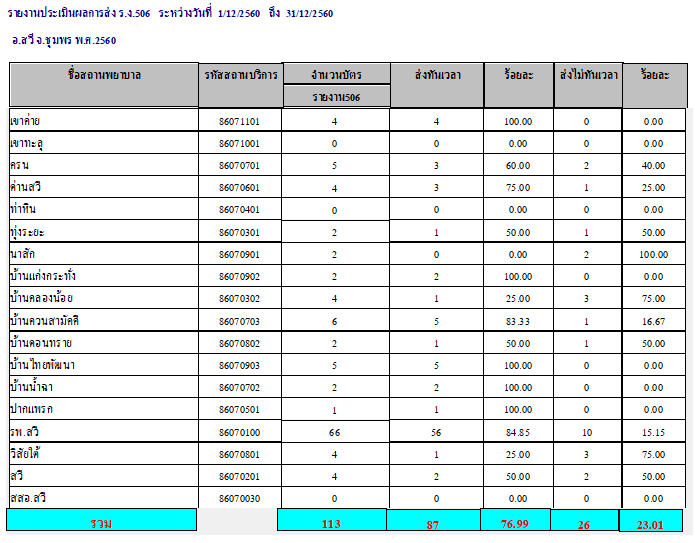 รายงานประเมินผลการส่ง ร.ง.506 ระหว่างวันที่ 1/12/2560 ถึง 31/12/2560
อ.สวี จ.ชุมพร พ.ศ.2560
ชื่อสถานพยาบาล รหัสสถานบริการ จำนวนบัตร ส่งทันเวลา ร้อยละ ส่งไม่ทันเวลา ร้อยละ
รายงาน506
เขาค่าย 86071101 4 4 100.00 0 0.00
เขาทะลุ 86071001 0 0 0.00 0 0.00
ครน 86070701 5 3 60.00 2 40.00
ด่านสวี 86070601 4 3 75.00 1 25.00
ท่าหิน 86070401 0 0 0.00 0 0.00
ทุ่งระยะ 86070301 2 1 50.00 1 50.00
นาสัก 86070901 2 0 0.00 2 100.00
บ้านแก่งกระทั่ง 86070902 2 2 100.00 0 0.00
บ้านคลองน้อย 86070302 4 1 25.00 3 75.00
บ้านควนสามัคคี 86070703 6 5 83.33 1 16.67
บ้านดอนทราย 86070802 2 1 50.00 1 50.00
บ้านไทยพัฒนา 86070903 5 5 100.00 0 0.00
บ้านน้ำฉา 86070702 2 2 100.00 0 0.00
ปากแพรก 86070501 1 1 100.00 0 0.00
รพ.สวี 86070100 66 56 84.85 10 15.15
วิสัยใต้ 86070801 4 1 25.00 3 75.00
สวี 86070201 4 2 50.00 2 50.00
สสอ.สวี 86070030 0 0 0.00 0 0.00
รวม 113 87 76.99 26 23.01